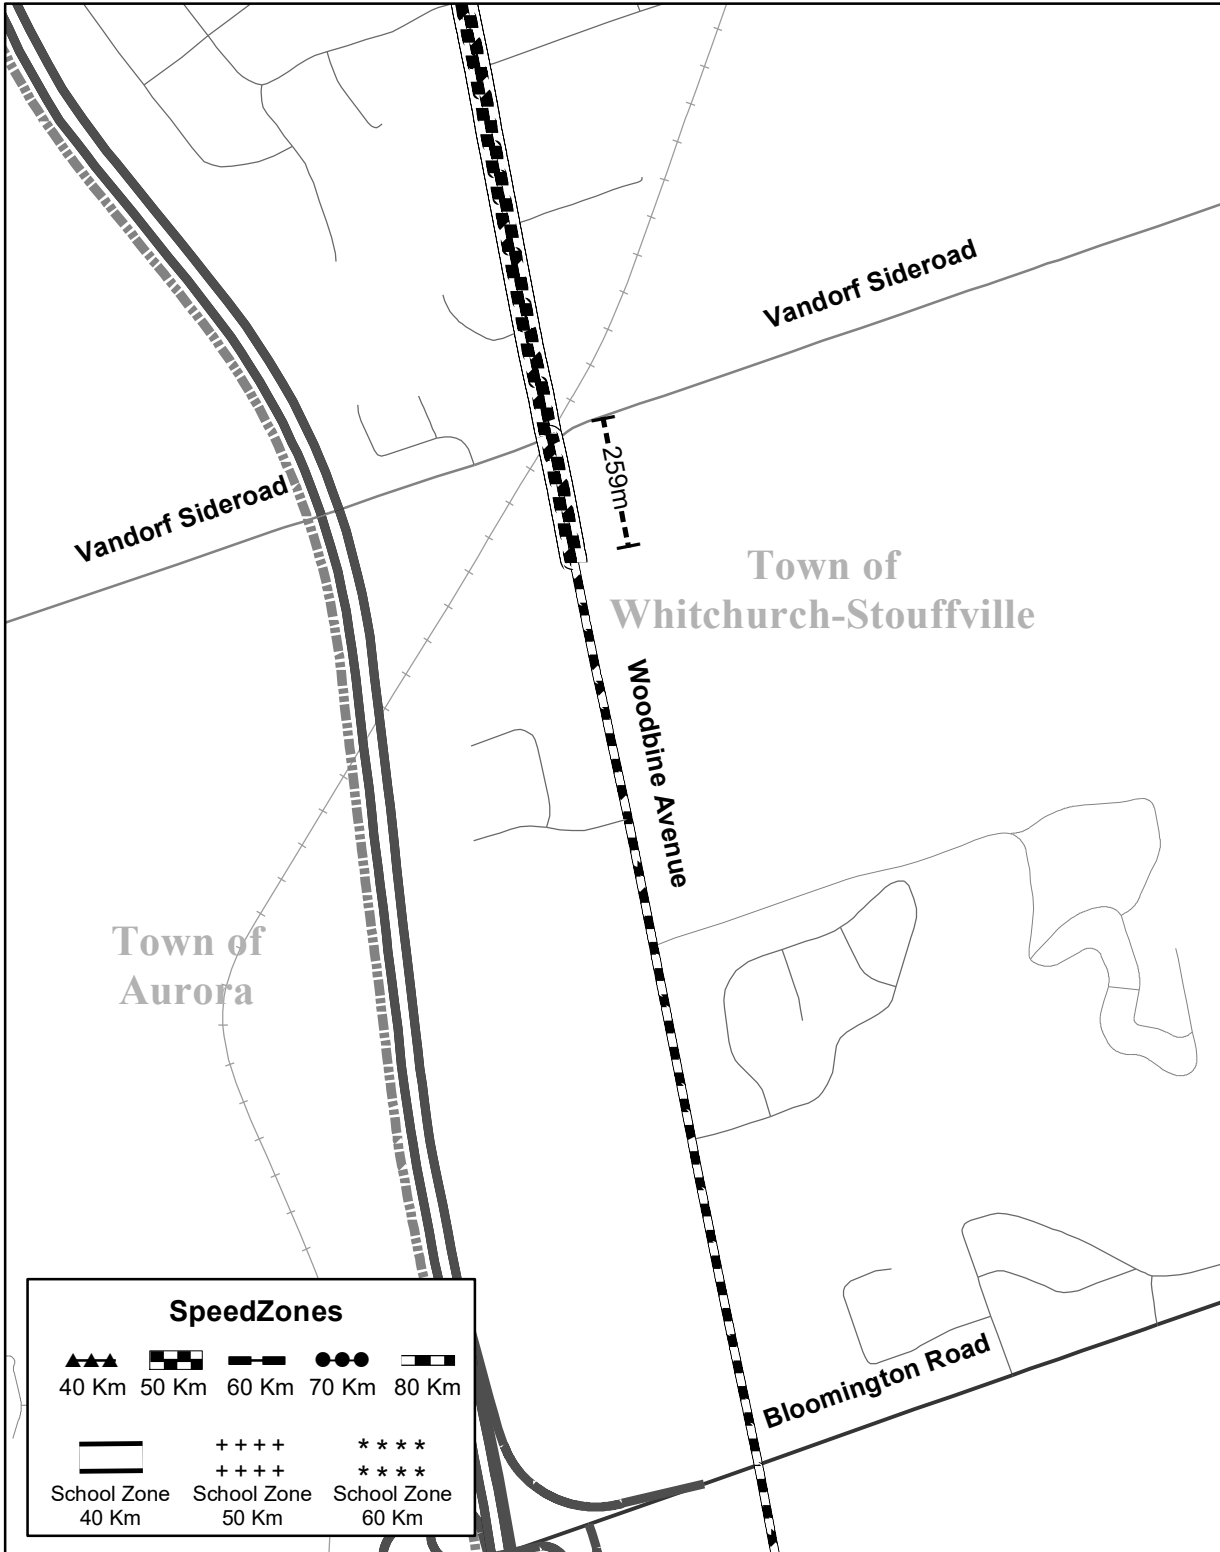 Vandorf Sideroad
259m
Vandorf Sideroad
Town of
Whitchurch-Stouffville
Woodbine Avenue
Town of
Aurora
Bloomington Road
SpeedZones
40 Km 50 Km 60 Km 70 Km 80 Km
School Zone School Zone School Zone
40 Km 50 Km 60 Km